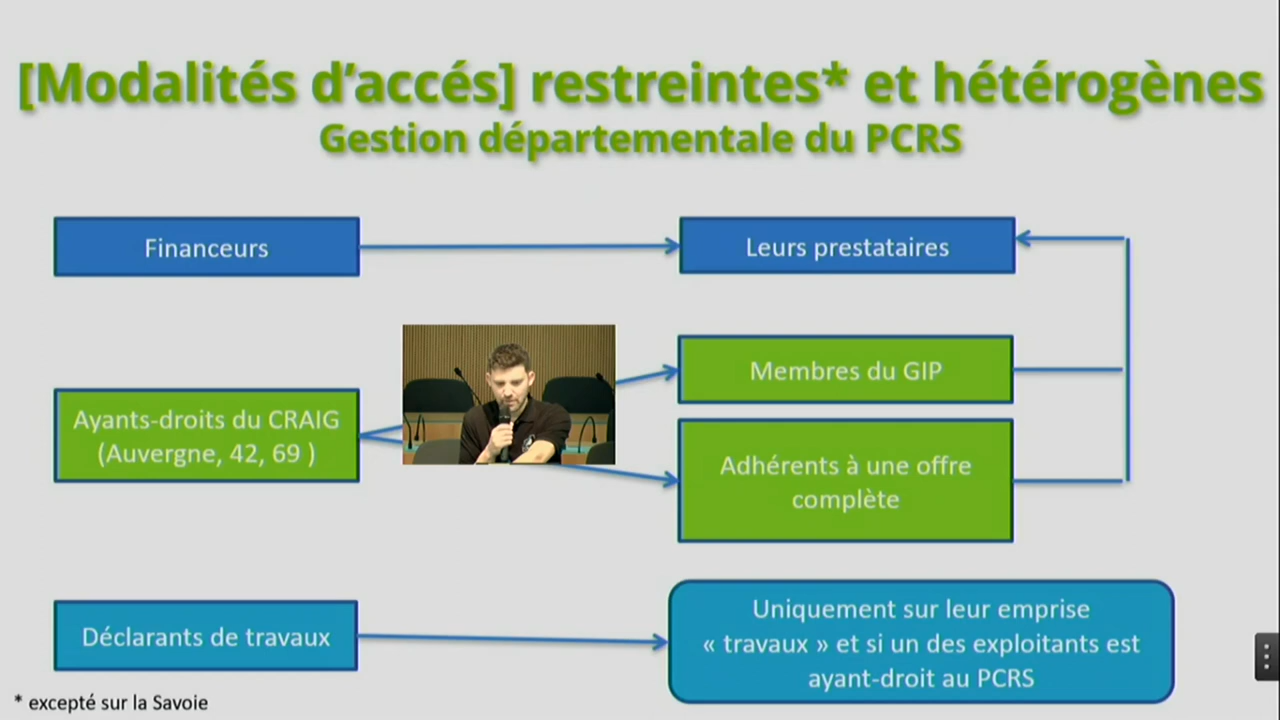 [Modalités d’accés] restreintes* et hétérogènes
Gestion départementale du PCRS
Financeurs
Leurs prestataires
Ayants-droits du CRAIG
(Auvergne, 42, 69 )
Membres du GIP
Adhérents à une offre
complète
Déclarants de travaux
Uniquement sur leur emprise
« travaux » et si un des exploitants est
ayant-droit au PCRS
* excepté sur la Savoie